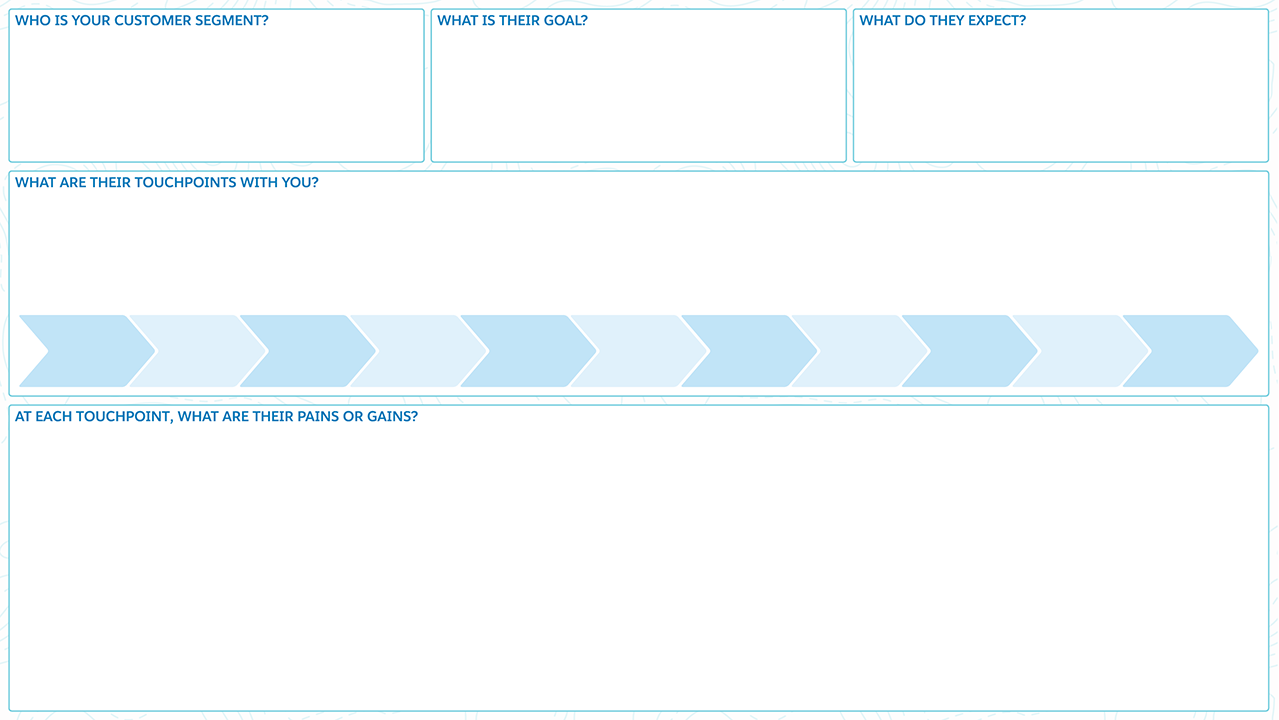 WHO IS YOUR CUSTOMER SEGMENT?
WHAT IS THEIR GOAL?
WHAT DO THEY EXPECT?
WHAT ARE THEIR TOUCHPOINTS WITH YOU?
AT EACH TOUCHPOINT, WHAT ARE THEIR PAINS OR GAINS?